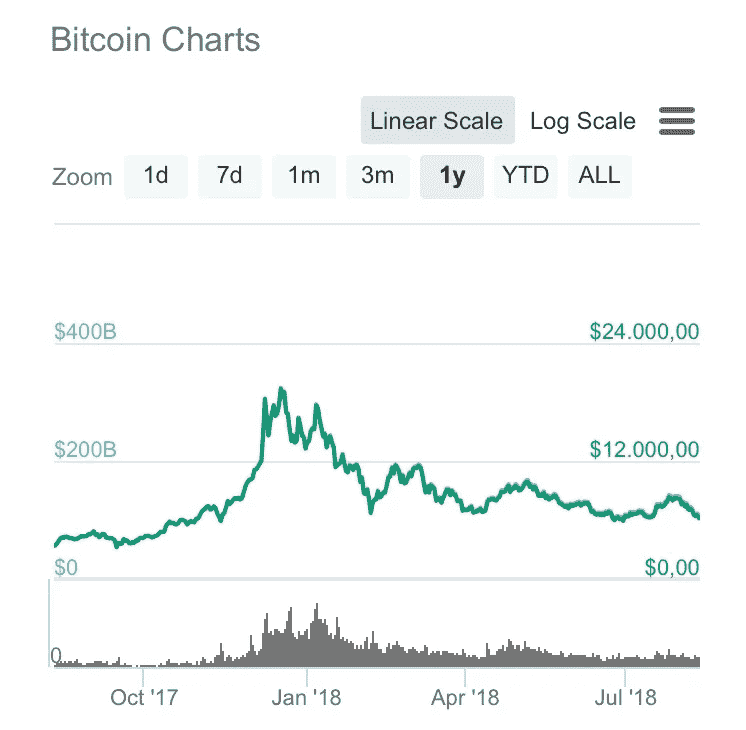 Bitcoin Charts
Linear Scale Log Scale
Zoom 1d 7d 1m 3m 1y YTD ALL
$400B $24.000,00
$200B $12.000,00
$0 $0,00
0
Oct '17 Jan '18 Apr '18 Jul '18